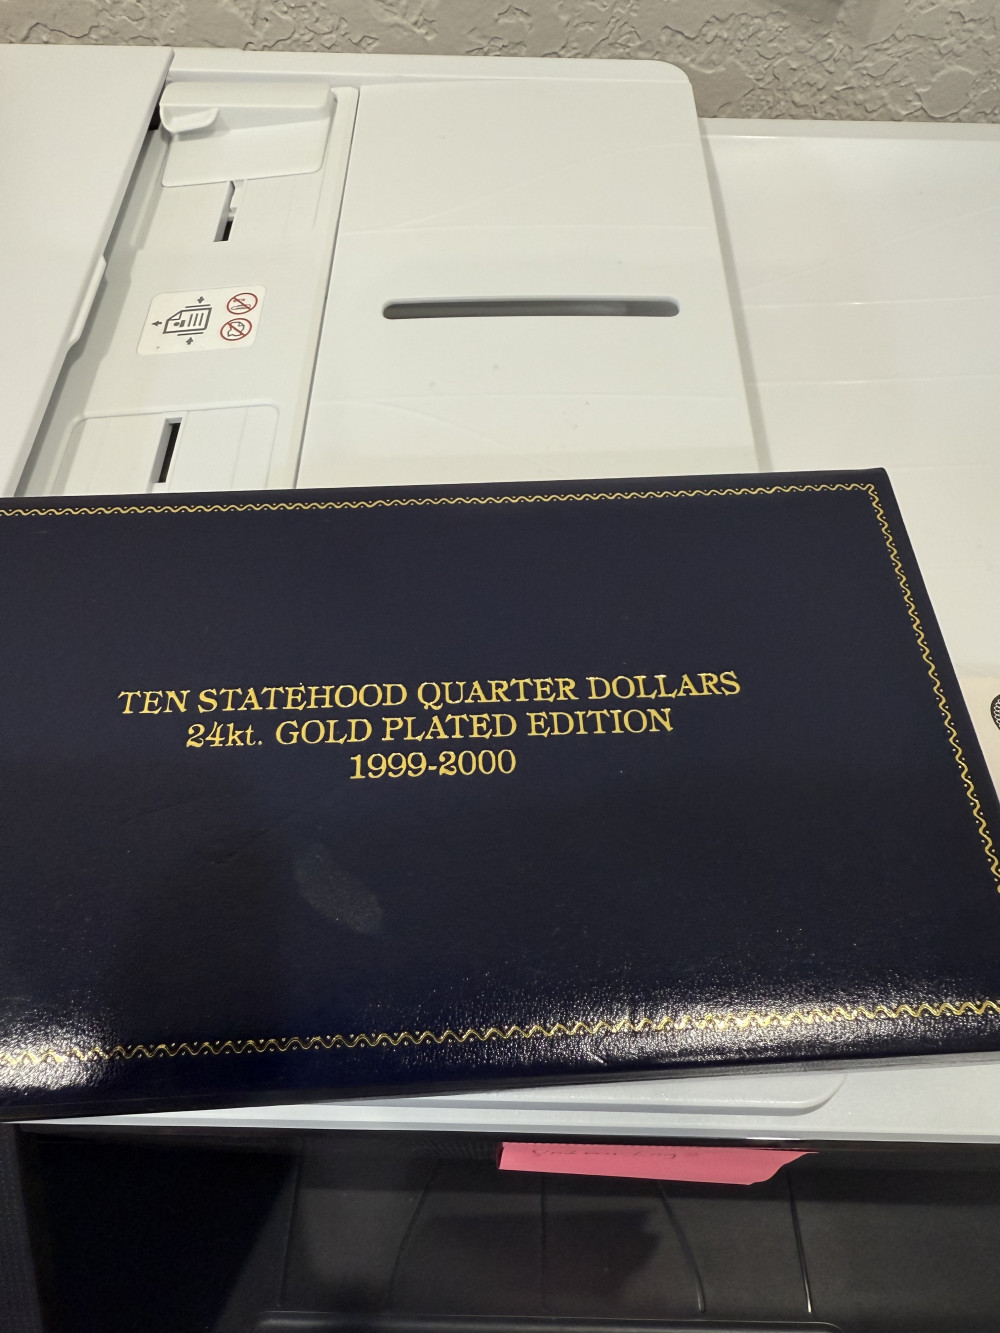 TEN STATEHOOD QUARTER DOLLARS
24kt. GOLD PLATED EDITION
1999-2000